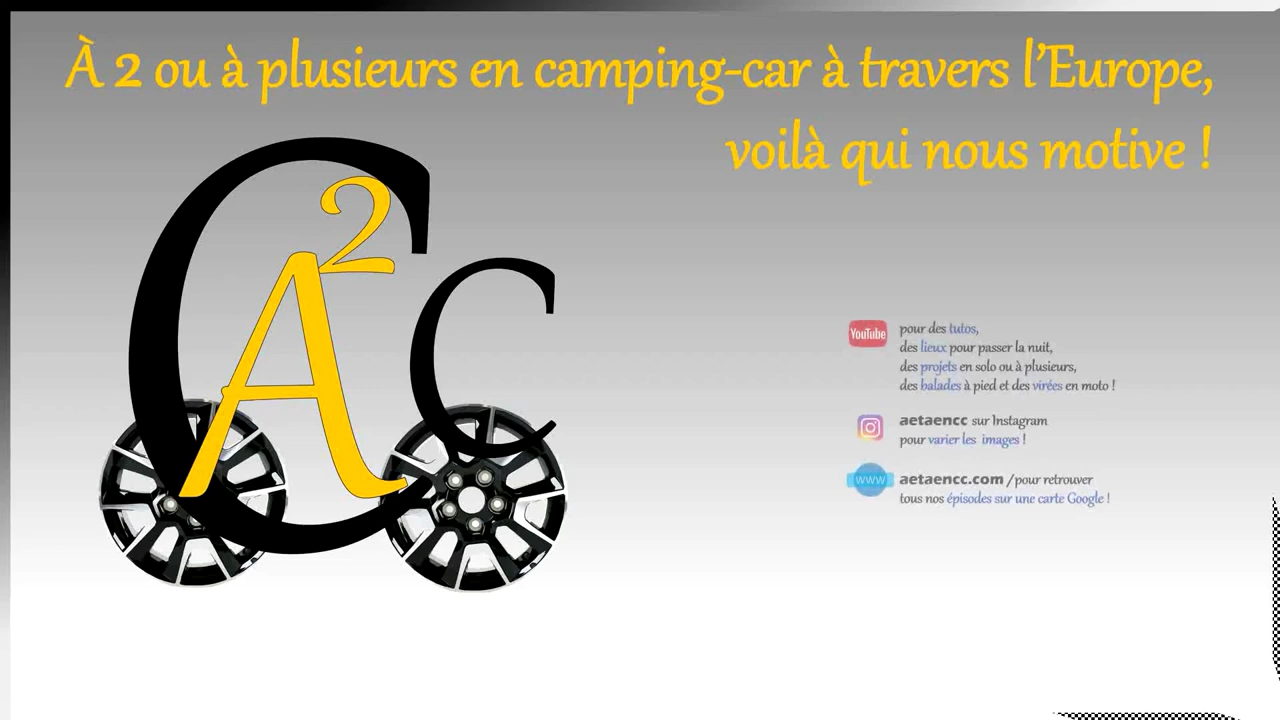 À 2 ou à plusieurs en camping-car à travers l'Europe,
voilà qui nous motive !
C A 2 C
YouTube
pour des tutos,
des lieux pour passer la nuit,
des projets en solo ou à plusieurs,
des balades à pied et des virées en moto !
aetaencc sur Instagram
pour varier les images !
WWW
aetaencc.com / pour retrouver
tous nos épisodes sur une carte Google !